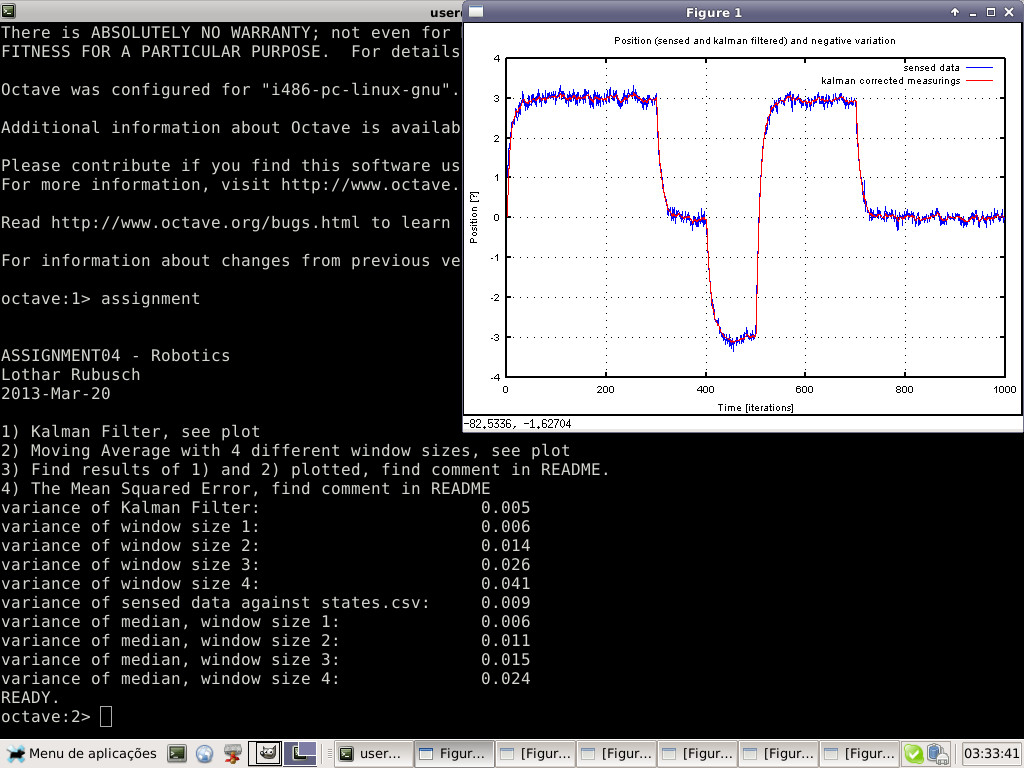 user
Figure 1
There is ABSOLUTELY NO WARRANTY; not even for
FITNESS FOR A PARTICULAR PURPOSE.  For details
Octave was configured for "i486-pc-linux-gnu".
Additional information about Octave is availab
Please contribute if you find this software us
For more information, visit http://www.octave.
Read http://www.octave.org/bugs.html to learn
For information about changes from previous ve
octave:1> assignment
ASSIGNMENT04 - Robotics
Lothar Rubusch
2013-Mar-20
1) Kalman Filter, see plot
2) Moving Average with 4 different window sizes, see plot
3) Find results of 1) and 2) plotted, find comment in README.
4) The Mean Squared Error, find comment in README
variance of Kalman Filter: 0.005
variance of window size 1: 0.006
variance of window size 2: 0.014
variance of window size 3: 0.026
variance of window size 4: 0.041
variance of sensed data against states.csv: 0.009
variance of median, window size 1: 0.006
variance of median, window size 2: 0.011
variance of median, window size 3: 0.015
variance of median, window size 4: 0.024
READY.
octave:2>
Position (sensed and kalman filtered) and negative variation
sensed data
kalman corrected measurings
4
3
2
1
0
-1
-2
-3
-4
Position [?]
0 200 400 600 800 1000
Time [iterations]
-82.5336, -1.62704
Menu de aplicações
user...
Figur...
[Figur...
[Figur...
[Figur...
[Figur...
[Figur...
03:33:41